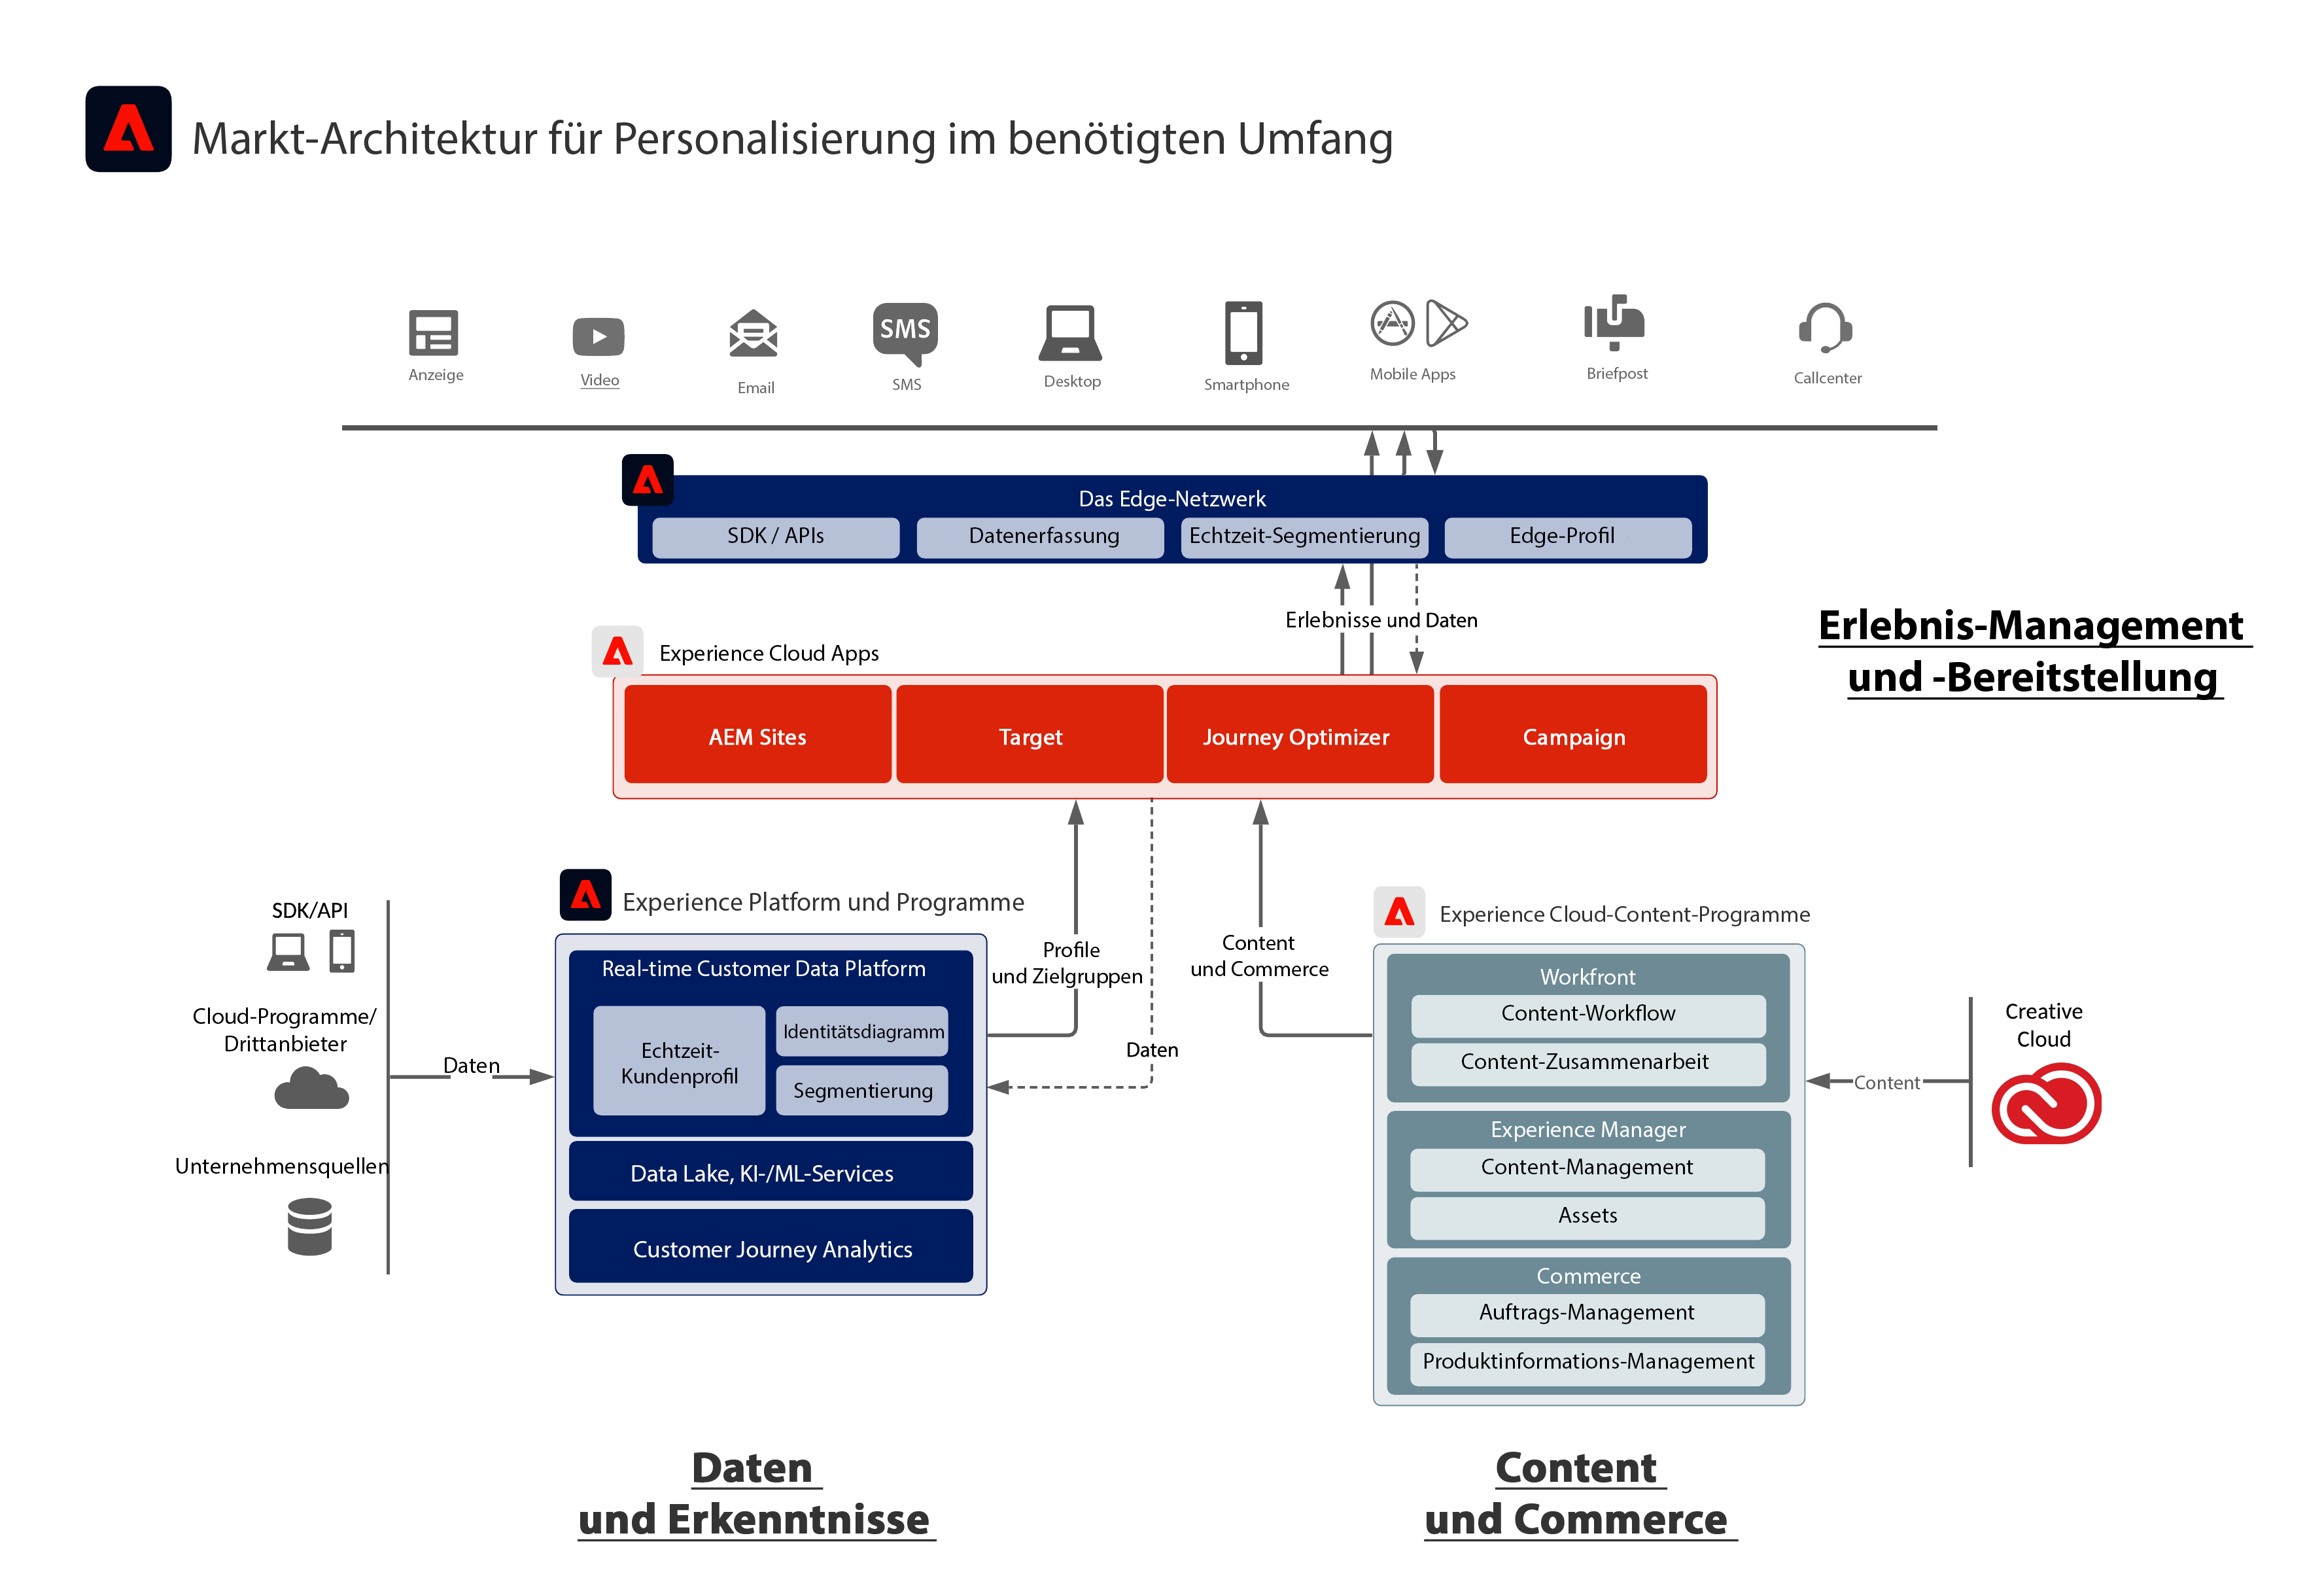 Markt-Architektur für Personalisierung im benötigten Umfang
SMS
Anzeige
Video
Email
SMS
Desktop
Smartphone
Mobile Apps
Briefpost
Callcenter
Das Edge-Netzwerk
SDK / APIs
Datenerfassung
Echtzeit-Segmentierung
Edge-Profil
Erlebnisse und Daten
Erlebnis-Management
und -Bereitstellung
Experience Cloud Apps
AEM Sites
Target
Journey Optimizer
Campaign
Experience Platform und Programme
Real-time Customer Data Platform
Echtzeit-
Kundenprofil
Identitätsdiagramm
Segmentierung
Data Lake, KI-/ML-Services
Customer Journey Analytics
SDK/API
Cloud-Programme/
Drittanbieter
Unternehmensquellen
Daten
Profile
und Zielgruppen
Daten
Content
und Commerce
Experience Cloud-Content-Programme
Workfront
Content-Workflow
Content-Zusammenarbeit
Experience Manager
Content-Management
Assets
Commerce
Auftrags-Management
Produktinformations-Management
Content
Creative
Cloud
Daten
und Erkenntnisse
Content
und Commerce